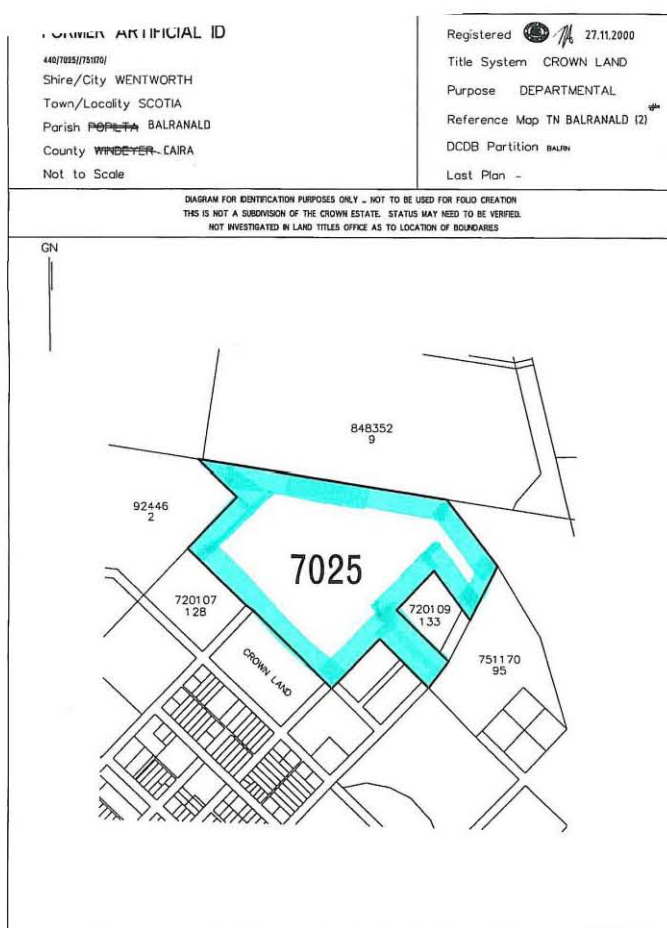 FORMER ARTIFICIAL ID
440/7025//751170/
Shire/City WENTWORTH
Town/Locality SCOTIA
Parish POPILTA BALRANALD
County WINDEYER CAIRA
Not to Scale
Registered 27.11.2000
Title System CROWN LAND
Purpose DEPARTMENTAL
Reference Map TN BALRANALD (2)
DCDB Partition BALRN
Last Plan -
DIAGRAM FOR IDENTIFICATION PURPOSES ONLY - NOT TO BE USED FOR FOLIO CREATION
THIS IS NOT A SUBDIVISION OF THE CROWN ESTATE. STATUS MAY NEED TO BE VERIFIED.
NOT INVESTIGATED IN LAND TITLES OFFICE AS TO LOCATION OF BOUNDARIES
GN
848352
9
92446
2
7025
720107
128
720109
133
CROWN LAND
751170
95